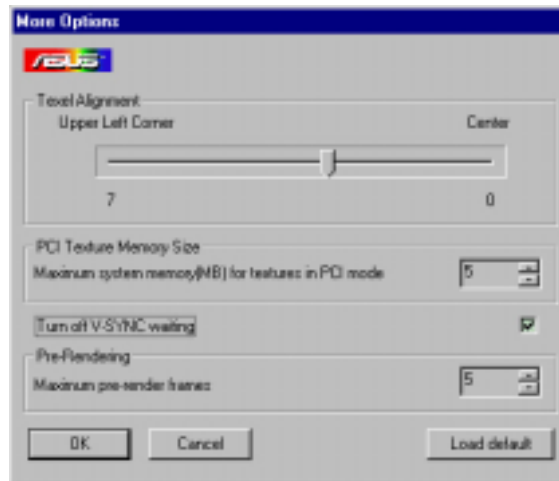 More Options
ASUS
Texel Alignment
Upper Left Corner Center
7 0
PCI Texture Memory Size
Maximum system memory(MB) for textures in PCI mode 5
Turn off V-SYNC waiting
Pre-Rendering
Maximum pre-render frames 5
OK Cancel Load default